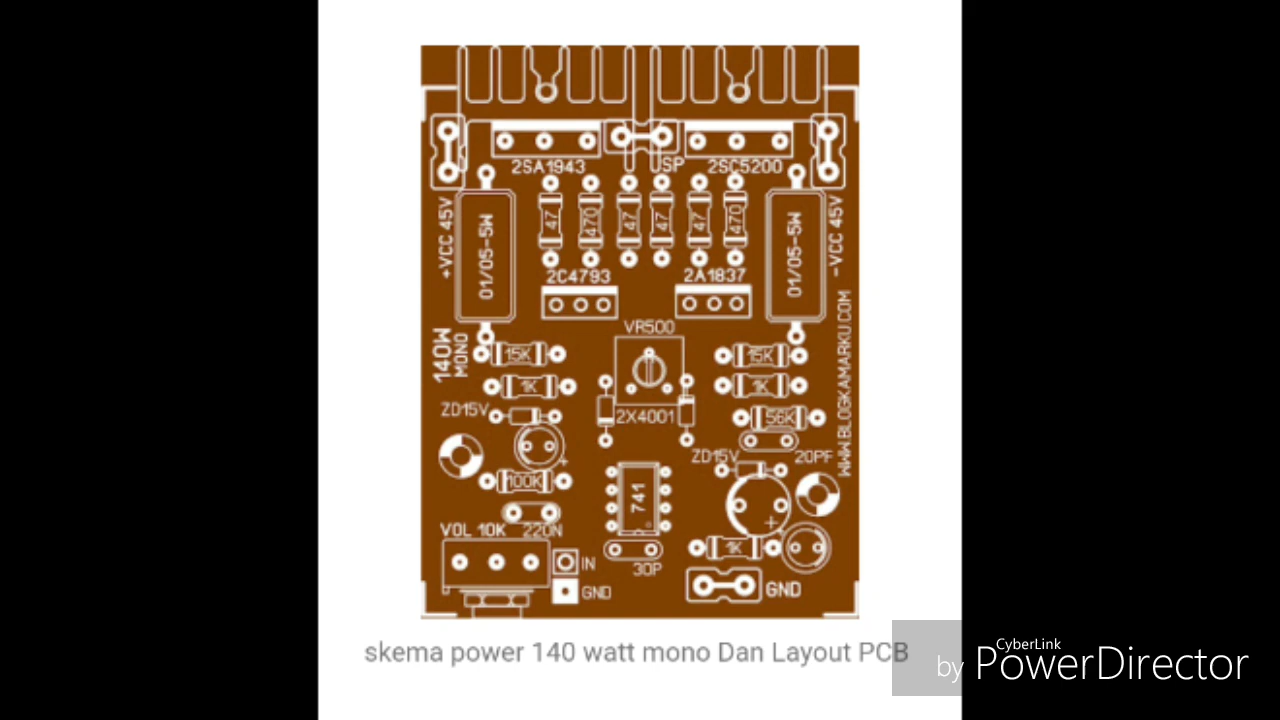 2SA1943
SP
2SC5200
+VCC 45V
01/05-5M
47
470
47
47
47
470
01/05-5M
-VCC 45V
2C4793
2A1837
VR500
140W
MONO
15K
15K
1K
1K
ZD15V
2X4001
56K
ZD15V
20PF
+
100K
741
+
220N
VOL 10K
1K
IN
30P
GND
GND
WWW.BLOGKAMARKU.COM
skema power 140 watt mono Dan Layout PCB
CyberLink
by PowerDirector